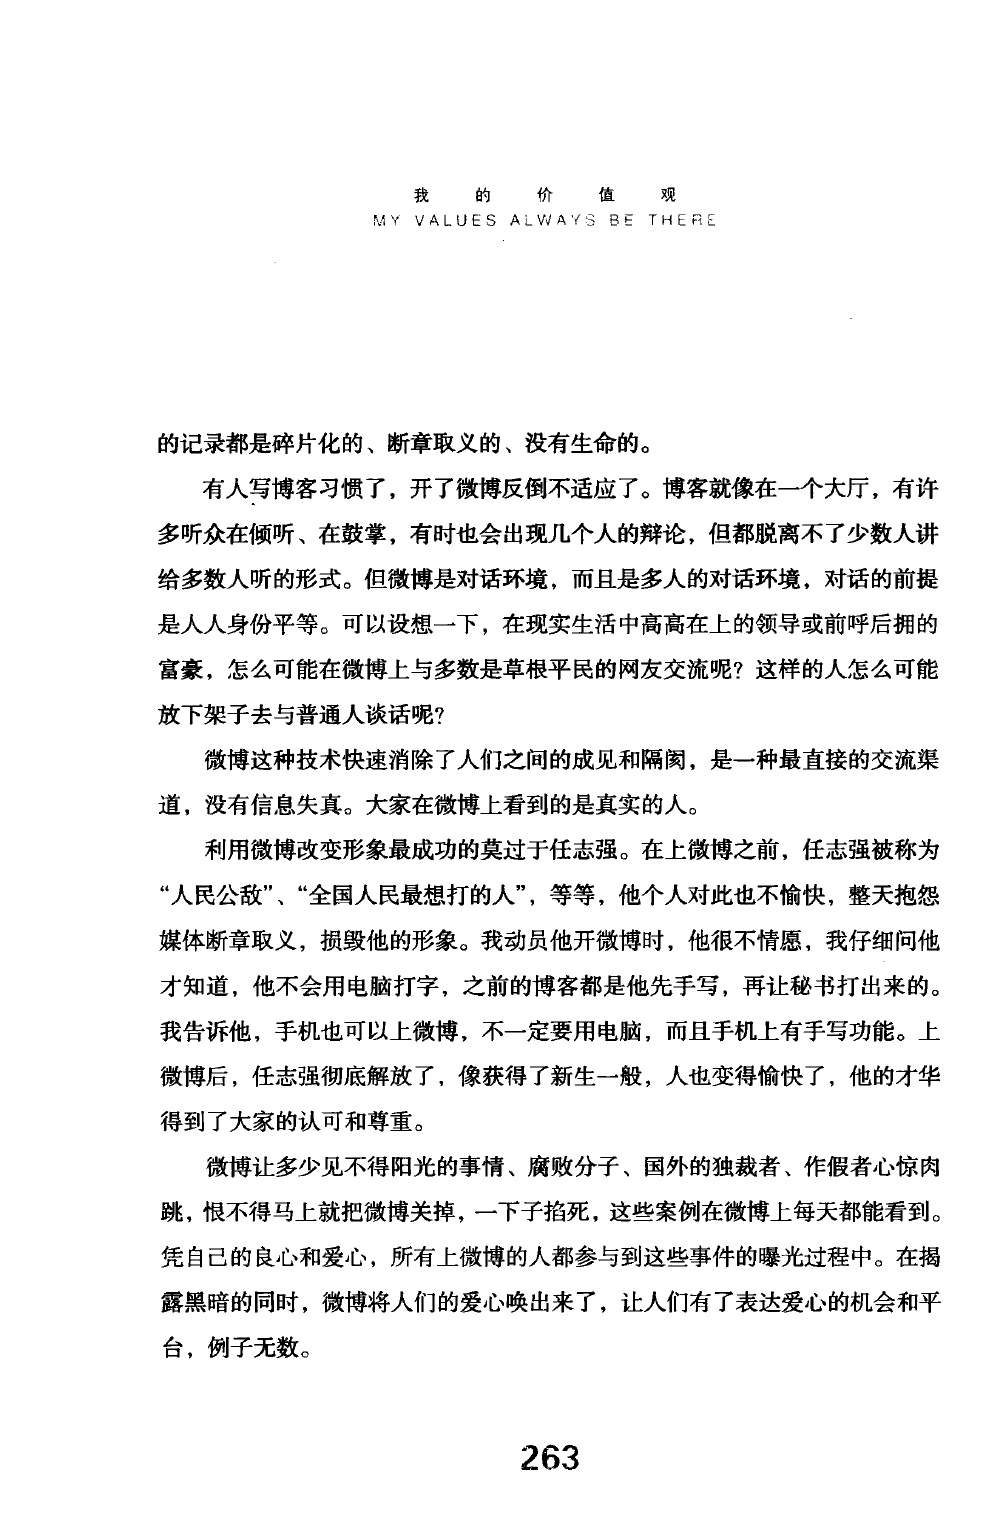 我的价值观
MY VALUES ALWAYS BE THERE
的记录都是碎片化的、断章取义的、没有生命的。
有人写博客习惯了，开了微博反倒不适应了。博客就像在一个大厅，有许
多听众在倾听、在鼓掌，有时也会出现几个人的辩论，但都脱离不了少数人讲
给多数人听的形式。但微博是对话环境，而且是多人的对话环境，对话的前提
是人人身份平等。可以设想一下，在现实生活中高高在上的领导或前呼后拥的
富豪，怎么可能在微博上与多数是草根平民的网友交流呢？这样的人怎么可能
放下架子去与普通人谈话呢？
微博这种技术快速消除了人们之间的成见和隔阂，是一种最直接的交流渠
道，没有信息失真。大家在微博上看到的是真实的人。
利用微博改变形象最成功的莫过于任志强。在上微博之前，任志强被称为
“人民公敌”、“全国人民最想打的人”，等等，他个人对此也不愉快，整天抱怨
媒体断章取义，损毁他的形象。我动员他开微博时，他很不情愿，我仔细问他
才知道，他不会用电脑打字，之前的博客都是他先手写，再让秘书打出来的。
我告诉他，手机也可以上微博，不一定要用电脑，而且手机上有手写功能。上
微博后，任志强彻底解放了，像获得了新生一般，人也变得愉快了，他的才华
得到了大家的认可和尊重。
微博让多少见不得阳光的事情、腐败分子、国外的独裁者、作假者心惊肉
跳，恨不得马上就把微博关掉，一下子掐死，这些案例在微博上每天都能看到。
凭自己的良心和爱心，所有上微博的人都参与到这些事件的曝光过程中。在揭
露黑暗的同时，微博将人们的爱心唤出来了，让人们有了表达爱心的机会和平
台，例子无数。
263